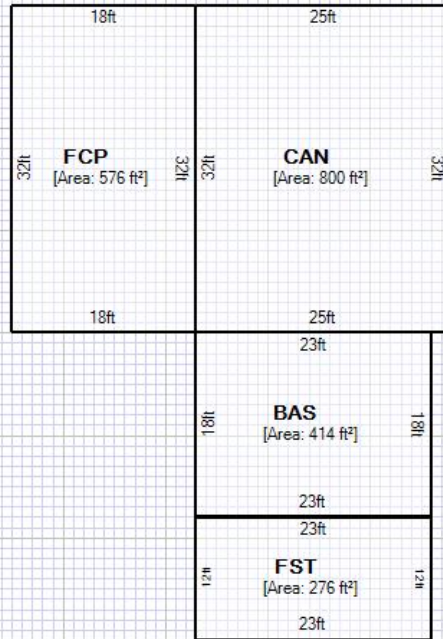 18ft 25ft
32ft FCP 32ft 32ft CAN 32ft
[Area: 576 ft²] [Area: 800 ft²]
18ft 25ft
23ft
18ft BAS 18ft
[Area: 414 ft²]
23ft
23ft
12ft FST 12ft
[Area: 276 ft²]
23ft